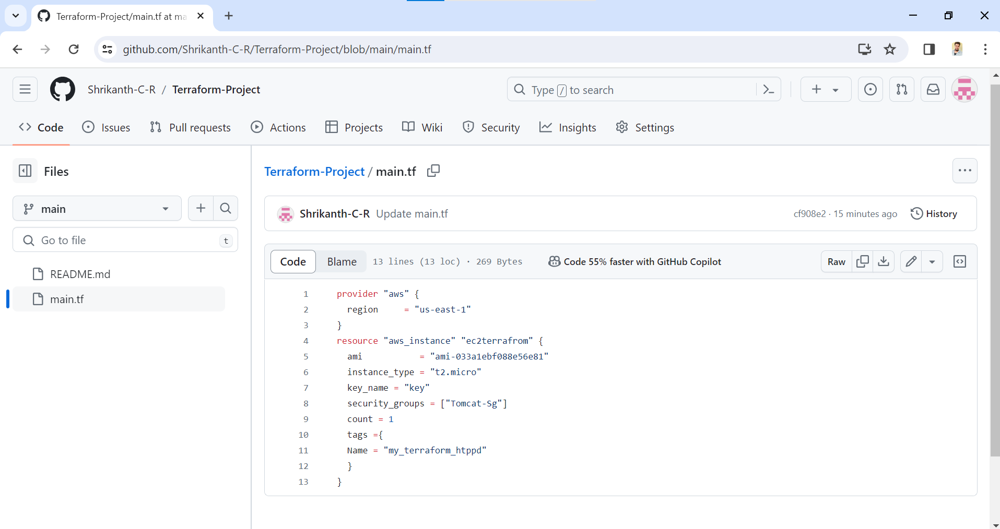 Terraform-Project/main.tf at ma
github.com/Shrikanth-C-R/Terraform-Project/blob/main/main.tf
Shrikanth-C-R / Terraform-Project
Type / to search
Code Issues Pull requests Actions Projects Wiki Security Insights Settings
Files
main
Go to file t
README.md
main.tf
Terraform-Project / main.tf
Shrikanth-C-R Update main.tf cf908e2 · 15 minutes ago History
Code Blame 13 lines (13 loc) · 269 Bytes Code 55% faster with GitHub Copilot Raw
1 provider "aws" {
2 region = "us-east-1"
3 }
4 resource "aws_instance" "ec2terrafrom" {
5 ami = "ami-033a1ebf088e56e81"
6 instance_type = "t2.micro"
7 key_name = "key"
8 security_groups = ["Tomcat-Sg"]
9 count = 1
10 tags ={
11 Name = "my_terraform_htppd"
12 }
13 }